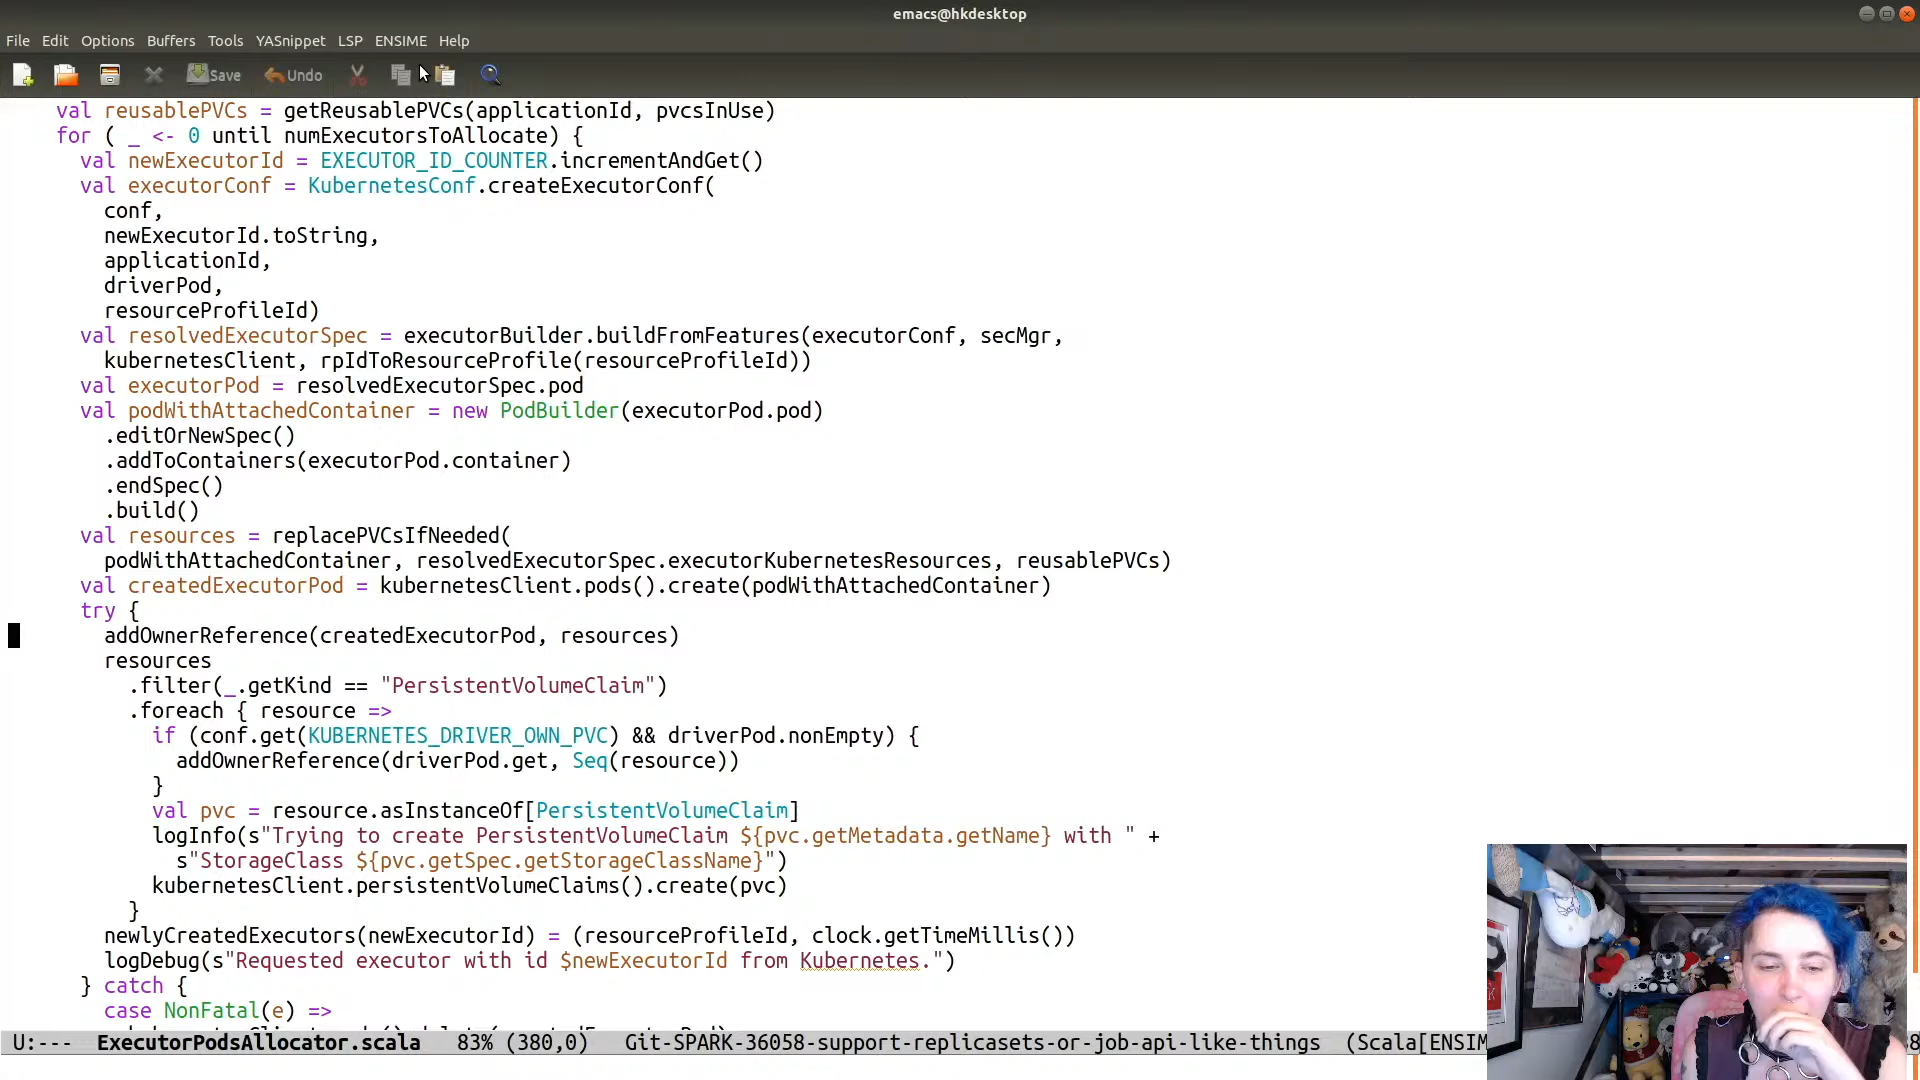 emacs@hkdesktop
File Edit Options Buffers Tools YASnippet LSP ENSIME Help
Save Undo
val reusablePVCs = getReusablePVCs(applicationId, pvcsInUse)
for ( _ <- 0 until numExecutorsToAllocate) {
val newExecutorId = EXECUTOR_ID_COUNTER.incrementAndGet()
val executorConf = KubernetesConf.createExecutorConf(
conf,
newExecutorId.toString,
applicationId,
driverPod,
resourceProfileId)
val resolvedExecutorSpec = executorBuilder.buildFromFeatures(executorConf, secMgr,
kubernetesClient, rpIdToResourceProfile(resourceProfileId))
val executorPod = resolvedExecutorSpec.pod
val podWithAttachedContainer = new PodBuilder(executorPod.pod)
.editOrNewSpec()
.addToContainers(executorPod.container)
.endSpec()
.build()
val resources = replacePVCsIfNeeded(
podWithAttachedContainer, resolvedExecutorSpec.executorKubernetesResources, reusablePVCs)
val createdExecutorPod = kubernetesClient.pods().create(podWithAttachedContainer)
try {
addOwnerReference(createdExecutorPod, resources)
resources
.filter(_.getKind == "PersistentVolumeClaim")
.foreach { resource =>
if (conf.get(KUBERNETES_DRIVER_OWN_PVC) && driverPod.nonEmpty) {
addOwnerReference(driverPod.get, Seq(resource))
}
val pvc = resource.asInstanceOf[PersistentVolumeClaim]
logInfo(s"Trying to create PersistentVolumeClaim ${pvc.getMetadata.getName} with " +
s"StorageClass ${pvc.getSpec.getStorageClassName}")
kubernetesClient.persistentVolumeClaims().create(pvc)
}
newlyCreatedExecutors(newExecutorId) = (resourceProfileId, clock.getTimeMillis())
logDebug(s"Requested executor with id $newExecutorId from Kubernetes.")
} catch {
case NonFatal(e) =>
U:--- ExecutorPodsAllocator.scala 83% (380,0) Git-SPARK-36058-support-replicasets-or-job-api-like-things (Scala[ENSIM